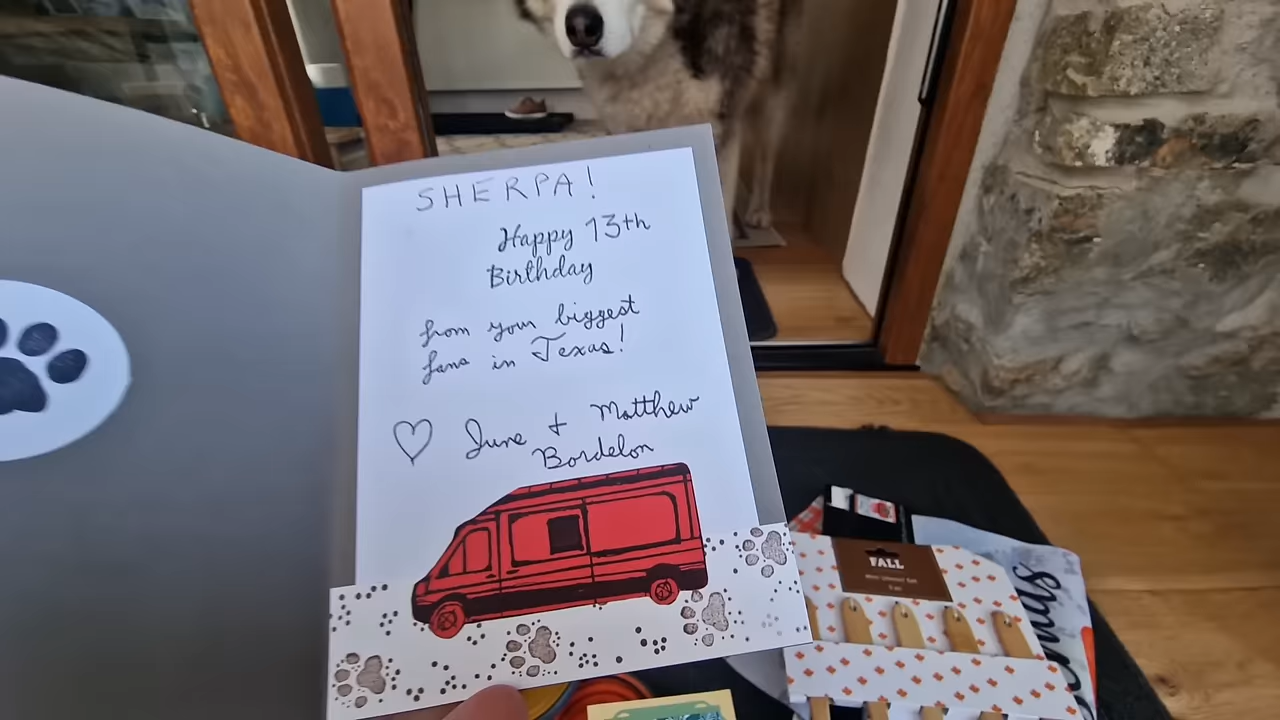 SHERPA!
Happy 13th
Birthday
from your biggest
fans in Texas!
June + Matthew
Bordelon
FALL